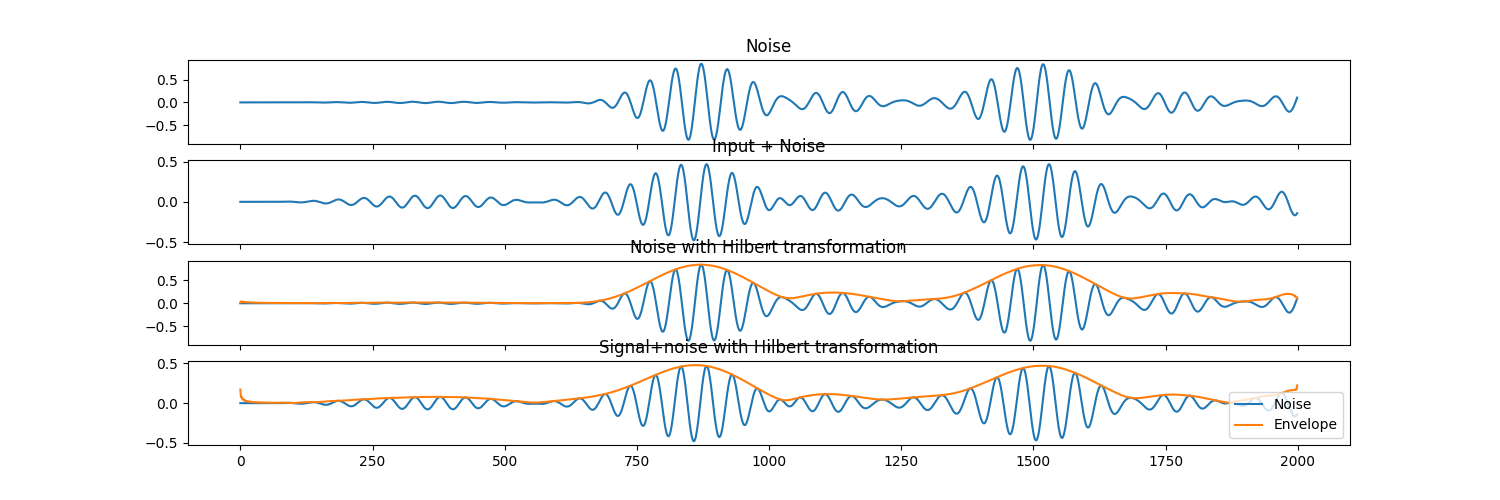 Noise
0.5
0.0
−0.5
Input + Noise
0.5
0.0
−0.5
Noise with Hilbert transformation
0.5
0.0
−0.5
Signal+noise with Hilbert transformation
0.5
0.0
−0.5
Noise
Envelope
0 250 500 750 1000 1250 1500 1750 2000